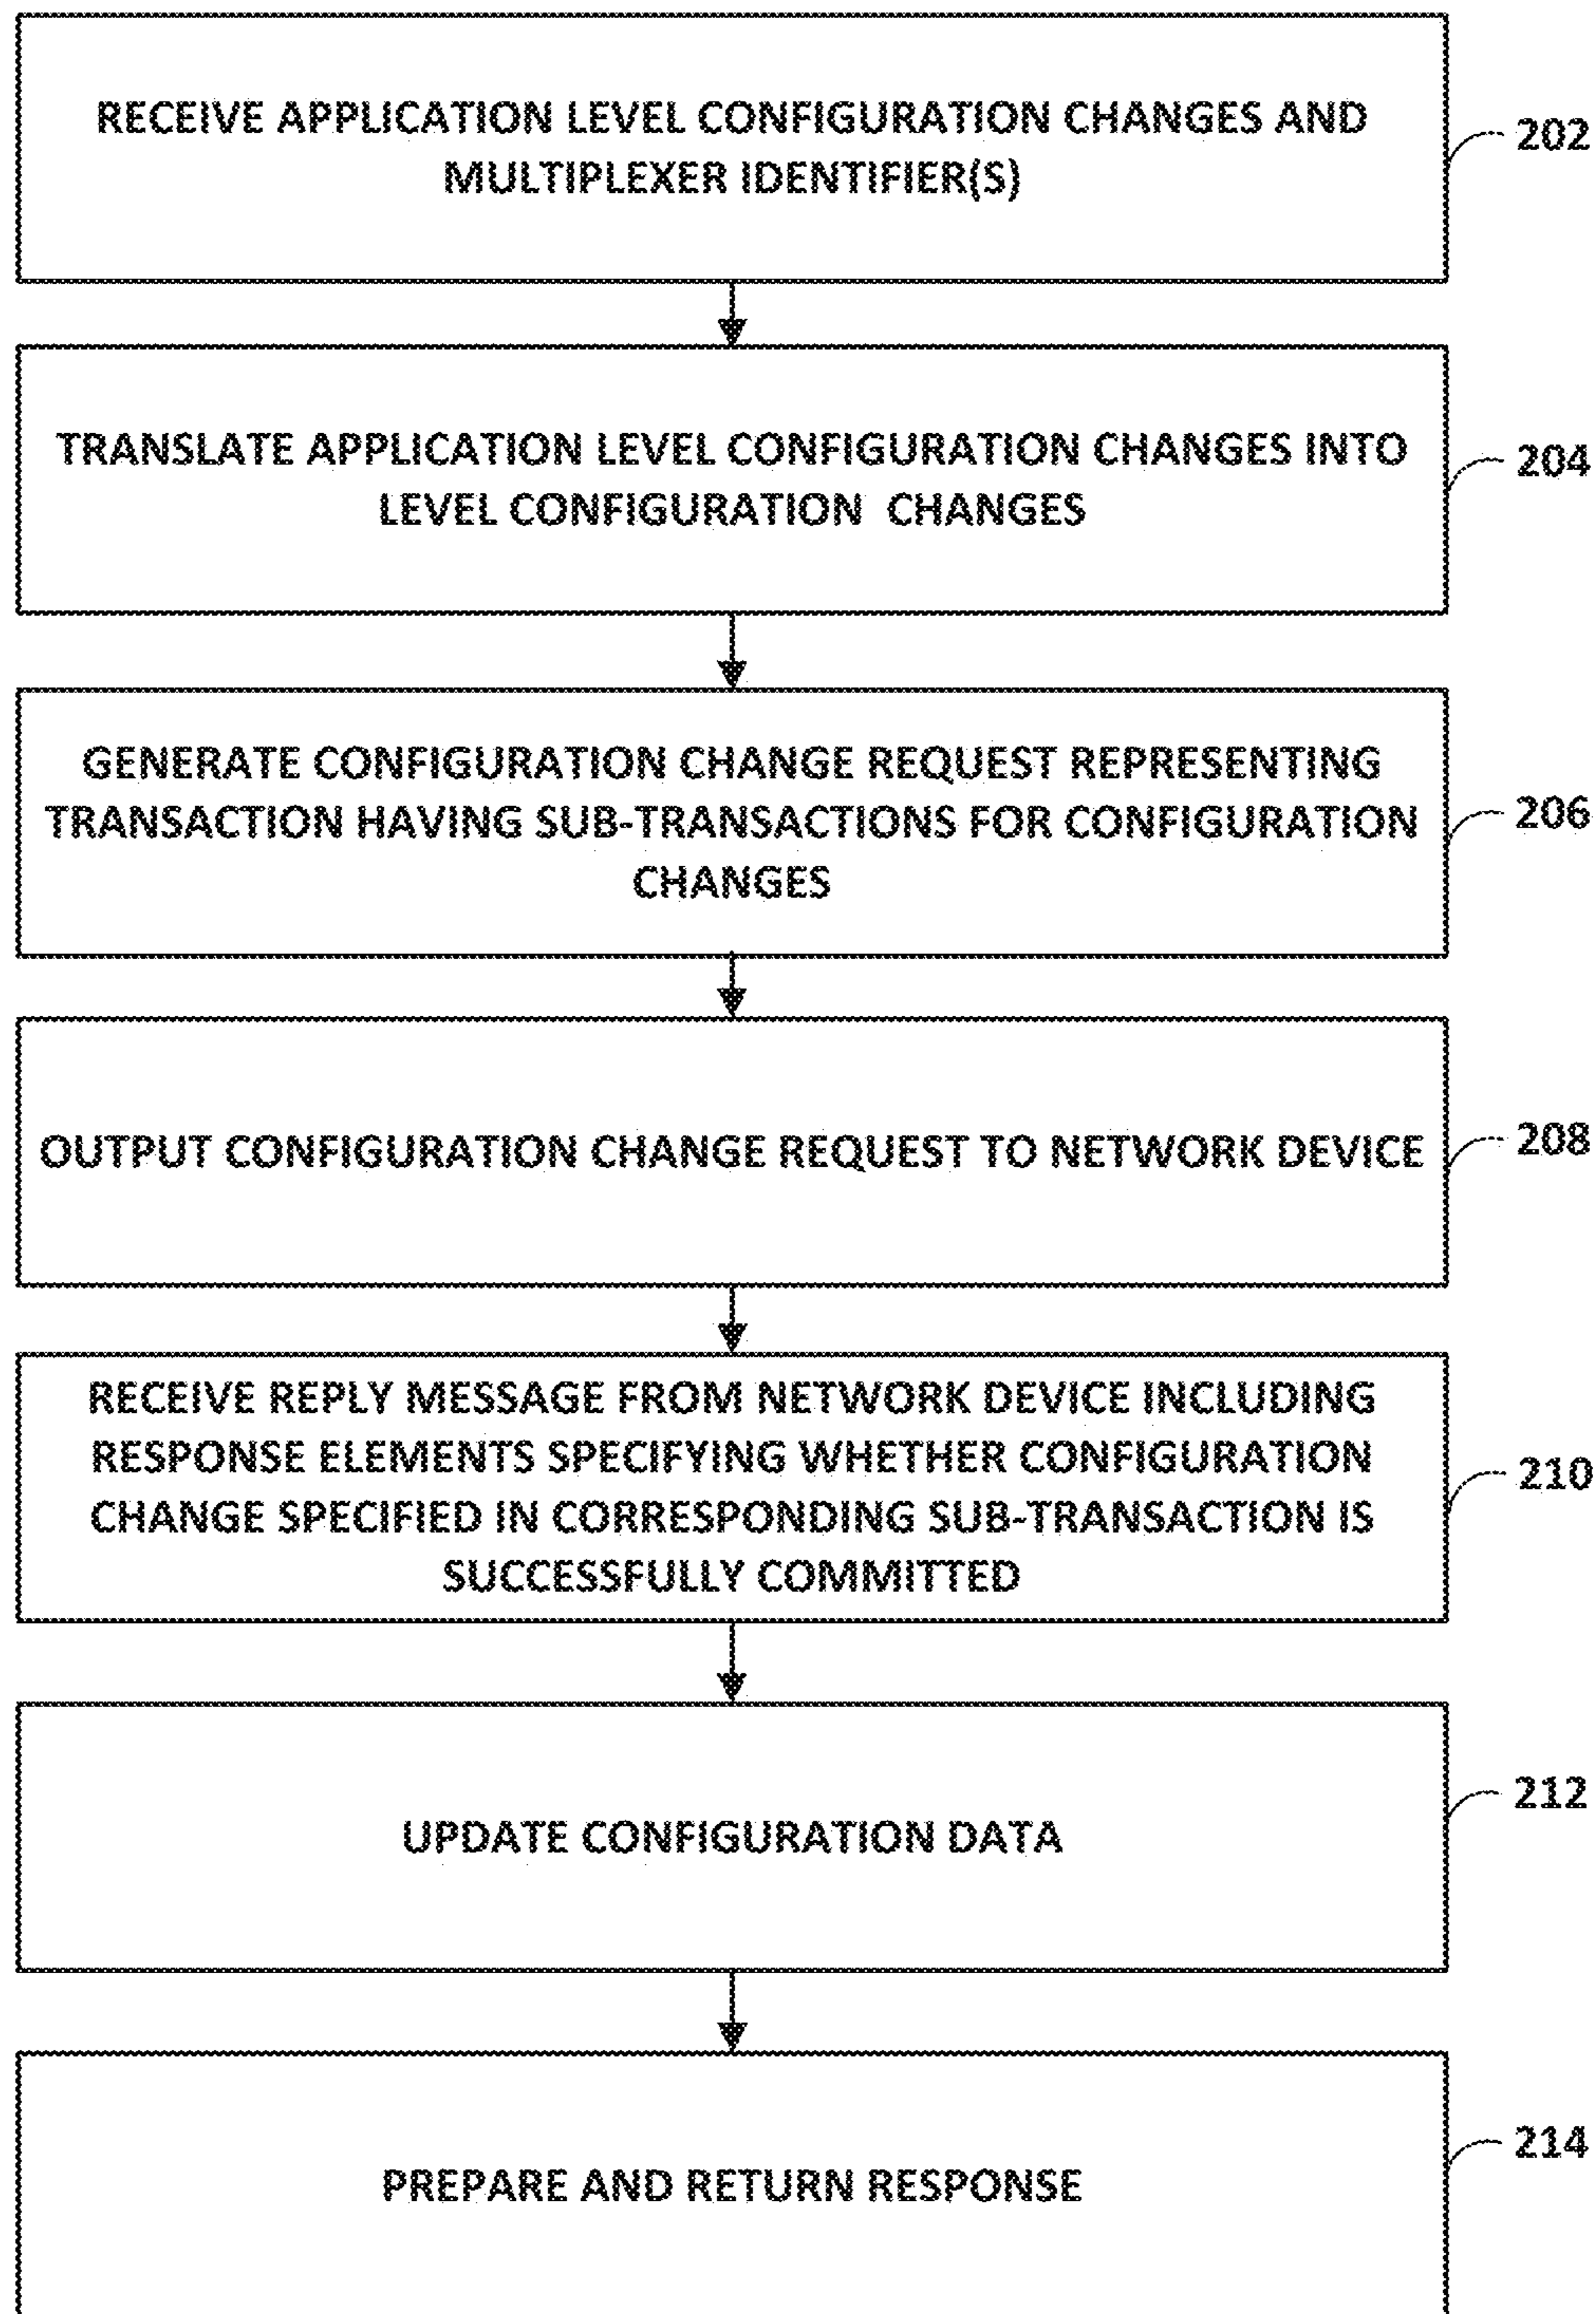 RECEIVE APPLICATION LEVEL CONFIGURATION CHANGES AND
MULTIPLEXER IDENTIFIER(S)
202
TRANSLATE APPLICATION LEVEL CONFIGURATION CHANGES INTO
LEVEL CONFIGURATION CHANGES
204
GENERATE CONFIGURATION CHANGE REQUEST REPRESENTING
TRANSACTION HAVING SUB-TRANSACTIONS FOR CONFIGURATION
CHANGES
206
OUTPUT CONFIGURATION CHANGE REQUEST TO NETWORK DEVICE
208
RECEIVE REPLY MESSAGE FROM NETWORK DEVICE INCLUDING
RESPONSE ELEMENTS SPECIFYING WHETHER CONFIGURATION
CHANGE SPECIFIED IN CORRESPONDING SUB-TRANSACTION IS
SUCCESSFULLY COMMITTED
210
UPDATE CONFIGURATION DATA
212
PREPARE AND RETURN RESPONSE
214